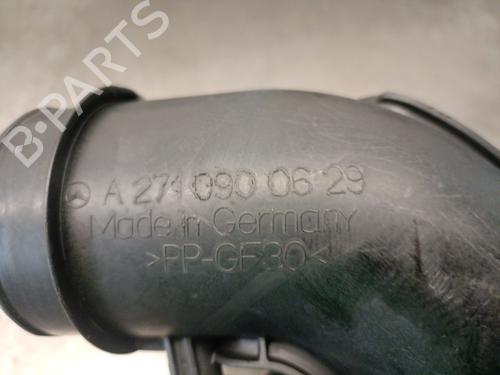 B-PARTS
A 274 090 06 29
Made in Germany
>PP-GF30<